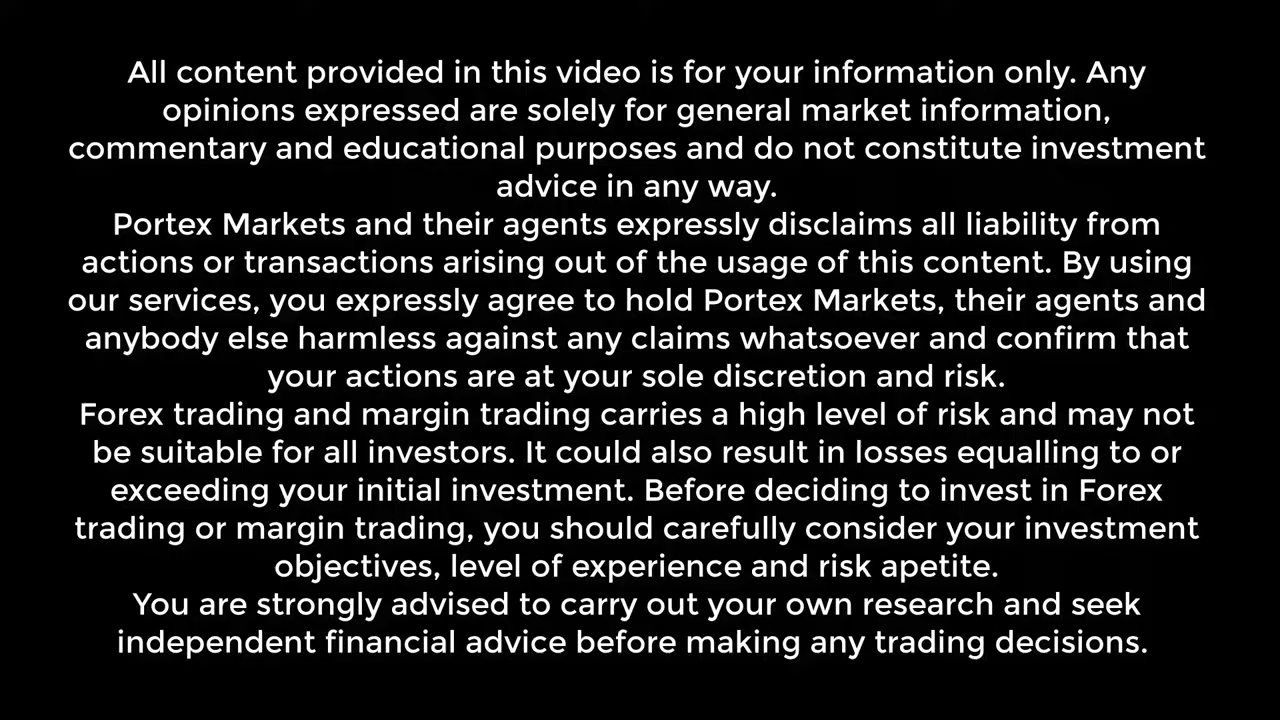 All content provided in this video is for your information only. Any
opinions expressed are solely for general market information,
commentary and educational purposes and do not constitute investment
advice in any way.
Portex Markets and their agents expressly disclaims all liability from
actions or transactions arising out of the usage of this content. By using
our services, you expressly agree to hold Portex Markets, their agents and
anybody else harmless against any claims whatsoever and confirm that
your actions are at your sole discretion and risk.
Forex trading and margin trading carries a high level of risk and may not
be suitable for all investors. It could also result in losses equalling to or
exceeding your initial investment. Before deciding to invest in Forex
trading or margin trading, you should carefully consider your investment
objectives, level of experience and risk apetite.
You are strongly advised to carry out your own research and seek
independent financial advice before making any trading decisions.